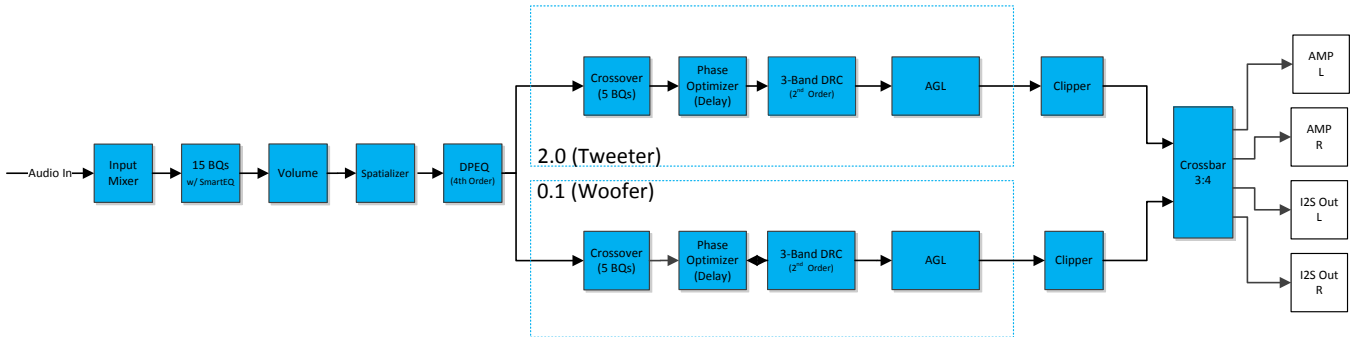 Audio In
Input
Mixer
15 BQs
w/ SmartEQ
Volume
Spatializer
DPEQ
(4th Order)
Crossover
(5 BQs)
Phase
Optimizer
(Delay)
3-Band DRC
(2nd Order)
AGL
2.0 (Tweeter)
Clipper
0.1 (Woofer)
Crossover
(5 BQs)
Phase
Optimizer
(Delay)
3-Band DRC
(2nd Order)
AGL
Clipper
Crossbar
3:4
AMP
L
AMP
R
I2S Out
L
I2S Out
R